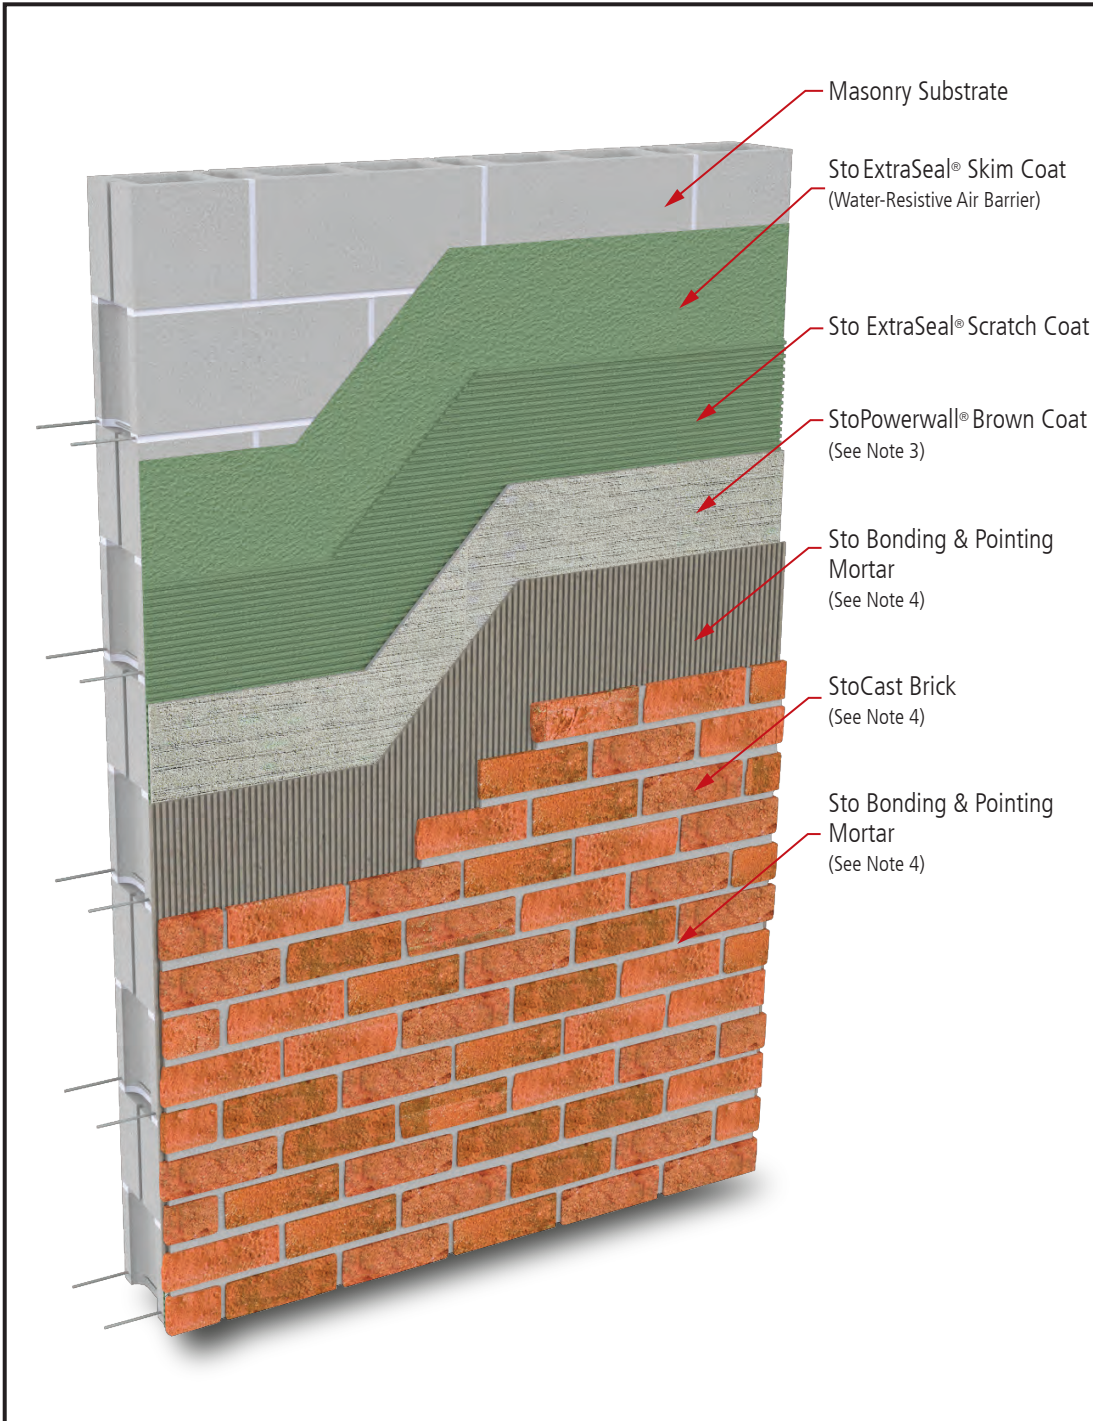 Masonry Substrate
Sto ExtraSeal® Skim Coat
(Water-Resistive Air Barrier)
Sto ExtraSeal® Scratch Coat
StoPowerwall® Brown Coat
(See Note 3)
Sto Bonding & Pointing
Mortar
(See Note 4)
StoCast Brick
(See Note 4)
Sto Bonding & Pointing
Mortar
(See Note 4)